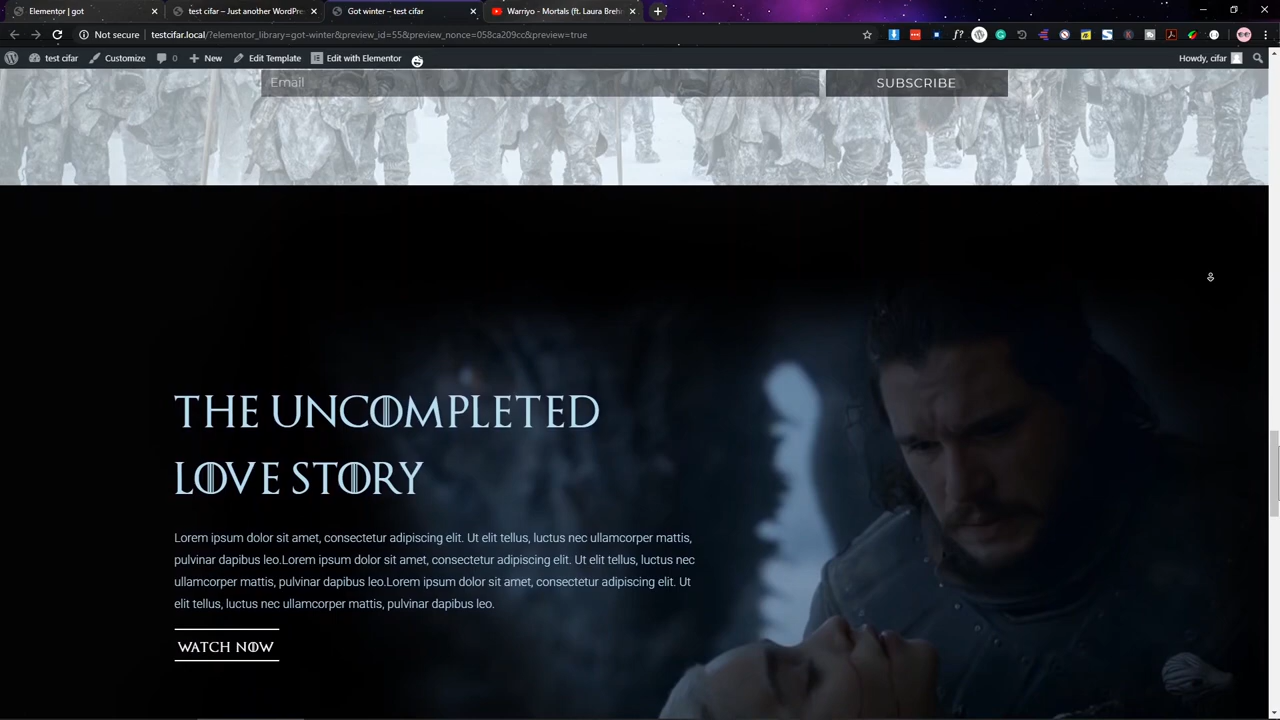 Elementor | got
test cifar – Just another WordPre
Got winter – test cifar
Warriyo - Mortals (ft. Laura Breh
Not secure
testcifar.local/?elementor_library=got-winter&preview_id=55&preview_nonce=058ca209cc&preview=true
test cifar
Customize
0
New
Edit Template
Edit with Elementor
Howdy, cifar
Email
SUBSCRIBE
THE UNCOMPLETED
LOVE STORY
Lorem ipsum dolor sit amet, consectetur adipiscing elit. Ut elit tellus, luctus nec ullamcorper mattis,
pulvinar dapibus leo.Lorem ipsum dolor sit amet, consectetur adipiscing elit. Ut elit tellus, luctus nec
ullamcorper mattis, pulvinar dapibus leo.Lorem ipsum dolor sit amet, consectetur adipiscing elit. Ut
elit tellus, luctus nec ullamcorper mattis, pulvinar dapibus leo.
WATCH NOW